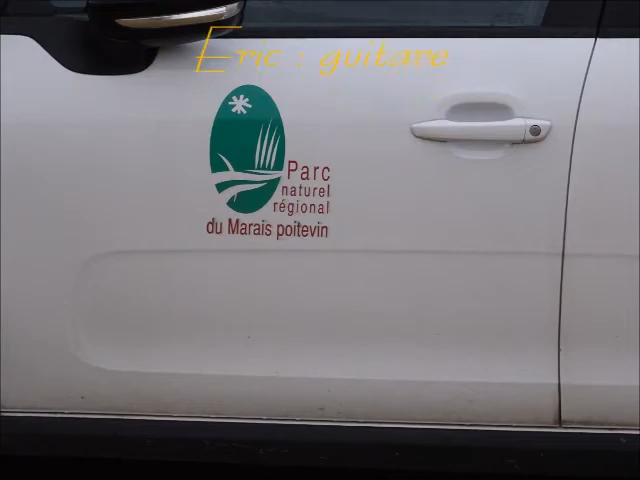 Eric : guitare
Parc
naturel
régional
du Marais poitevin